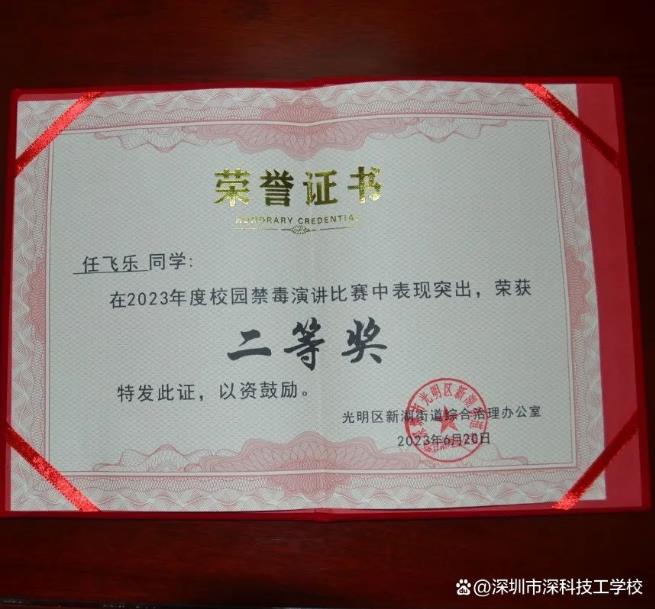 荣誉证书
HONORARY CREDENTIAL
任飞乐 同学:
在2023年度校园禁毒演讲比赛中表现突出，荣获
二等奖
特发此证，以资鼓励。
光明区新湖街道综合治理办公室
2023年6月20日
@深圳市深科技工学校